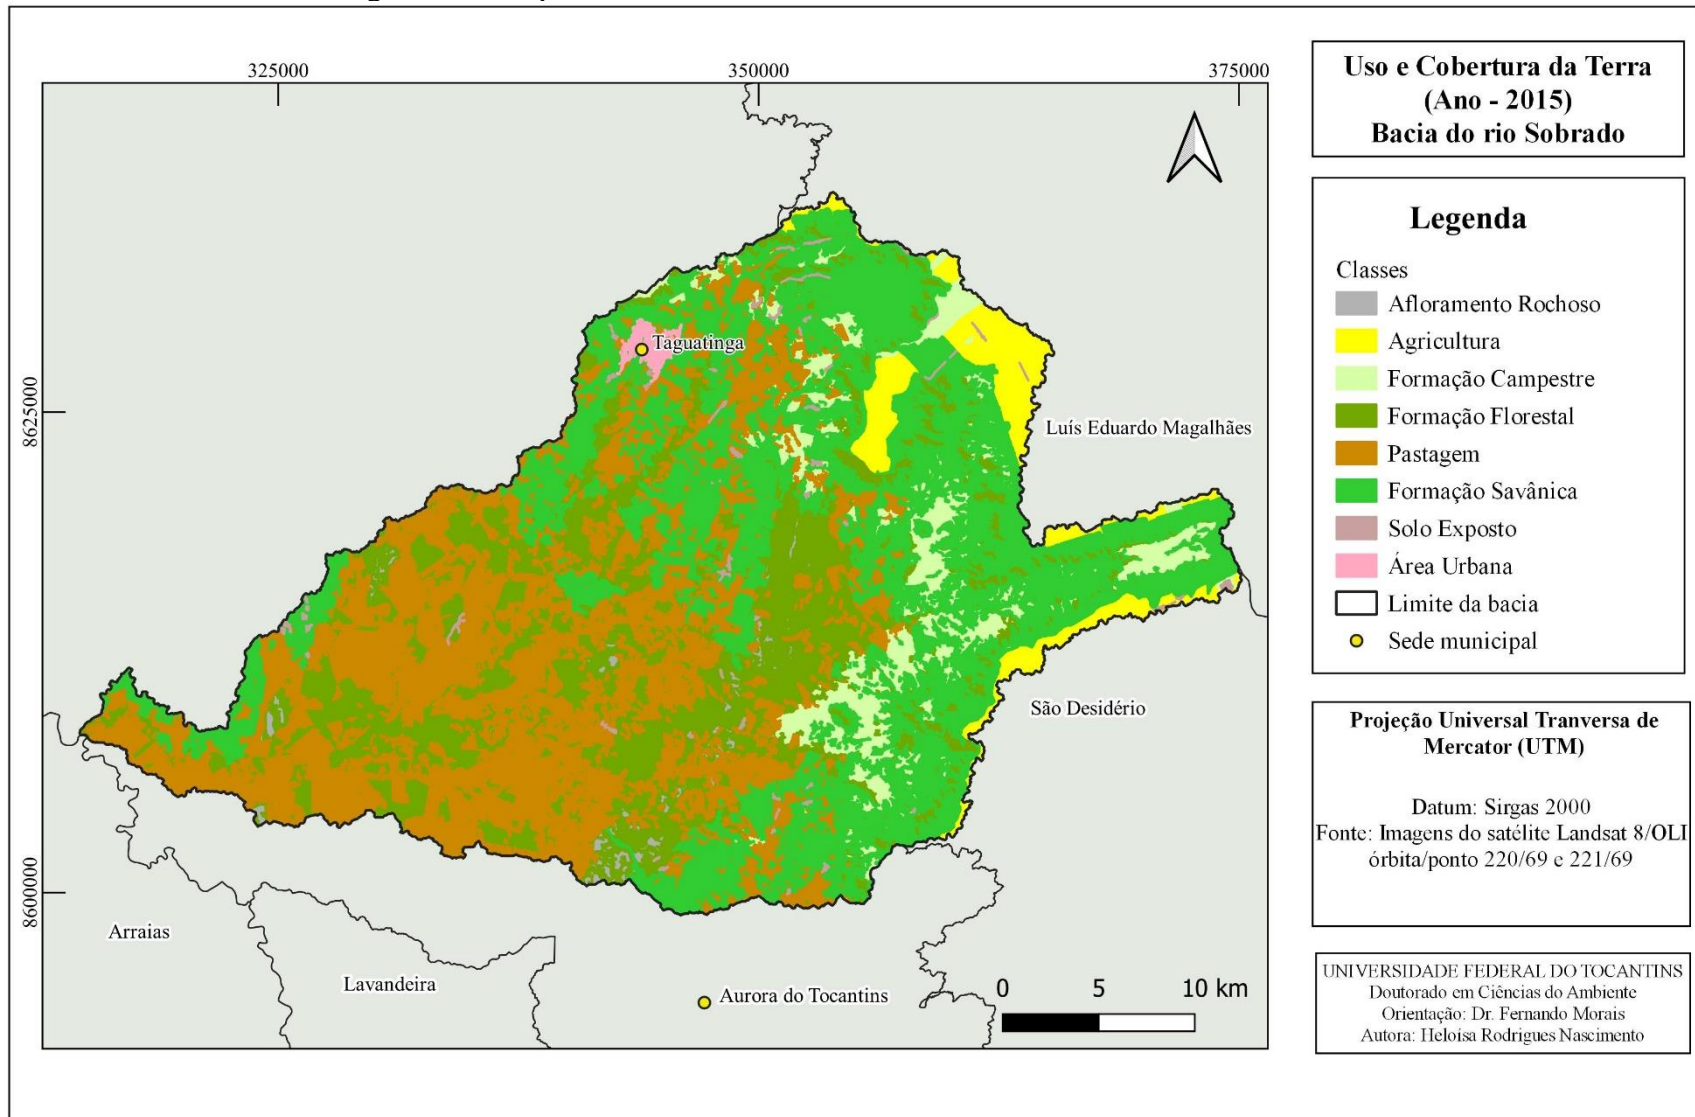 325000
350000
375000
8625000
8600000
Taguatinga
Luís Eduardo Magalhães
São Desidério
Arraias
Lavandeira
Aurora do Tocantins
0 5 10 km
Uso e Cobertura da Terra
(Ano - 2015)
Bacia do rio Sobrado
Legenda
Classes
Afloramento Rochoso
Agricultura
Formação Campestre
Formação Florestal
Pastagem
Formação Savânica
Solo Exposto
Área Urbana
Limite da bacia
Sede municipal
Projeção Universal Tranversa de
Mercator (UTM)
Datum: Sirgas 2000
Fonte: Imagens do satélite Landsat 8/OLI
órbita/ponto 220/69 e 221/69
UNIVERSIDADE FEDERAL DO TOCANTINS
Doutorado em Ciências do Ambiente
Orientação: Dr. Fernando Morais
Autora: Heloisa Rodrigues Nascimento